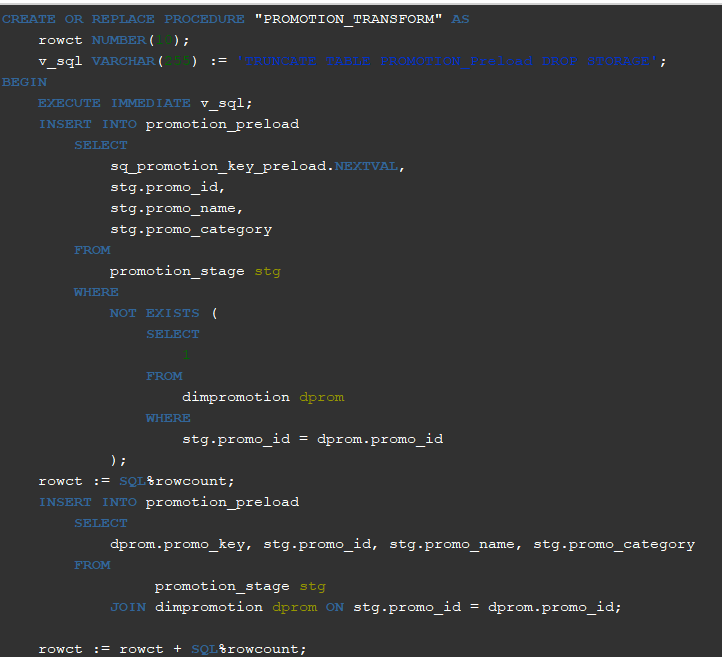 CREATE OR REPLACE PROCEDURE "PROMOTION_TRANSFORM" AS
    rowct NUMBER(10);
    v_sql VARCHAR(255) := 'TRUNCATE TABLE PROMOTION_Preload DROP STORAGE';
BEGIN
    EXECUTE IMMEDIATE v_sql;
    INSERT INTO promotion_preload
        SELECT
            sq_promotion_key_preload.NEXTVAL,
            stg.promo_id,
            stg.promo_name,
            stg.promo_category
        FROM
            promotion_stage stg
        WHERE
            NOT EXISTS (
                SELECT
                    1
                FROM
                    dimpromotion dprom
                WHERE
                    stg.promo_id = dprom.promo_id
            );
    rowct := SQL%rowcount;
    INSERT INTO promotion_preload
        SELECT
            dprom.promo_key, stg.promo_id, stg.promo_name, stg.promo_category
        FROM
                 promotion_stage stg
            JOIN dimpromotion dprom ON stg.promo_id = dprom.promo_id;
    rowct := rowct + SQL%rowcount;